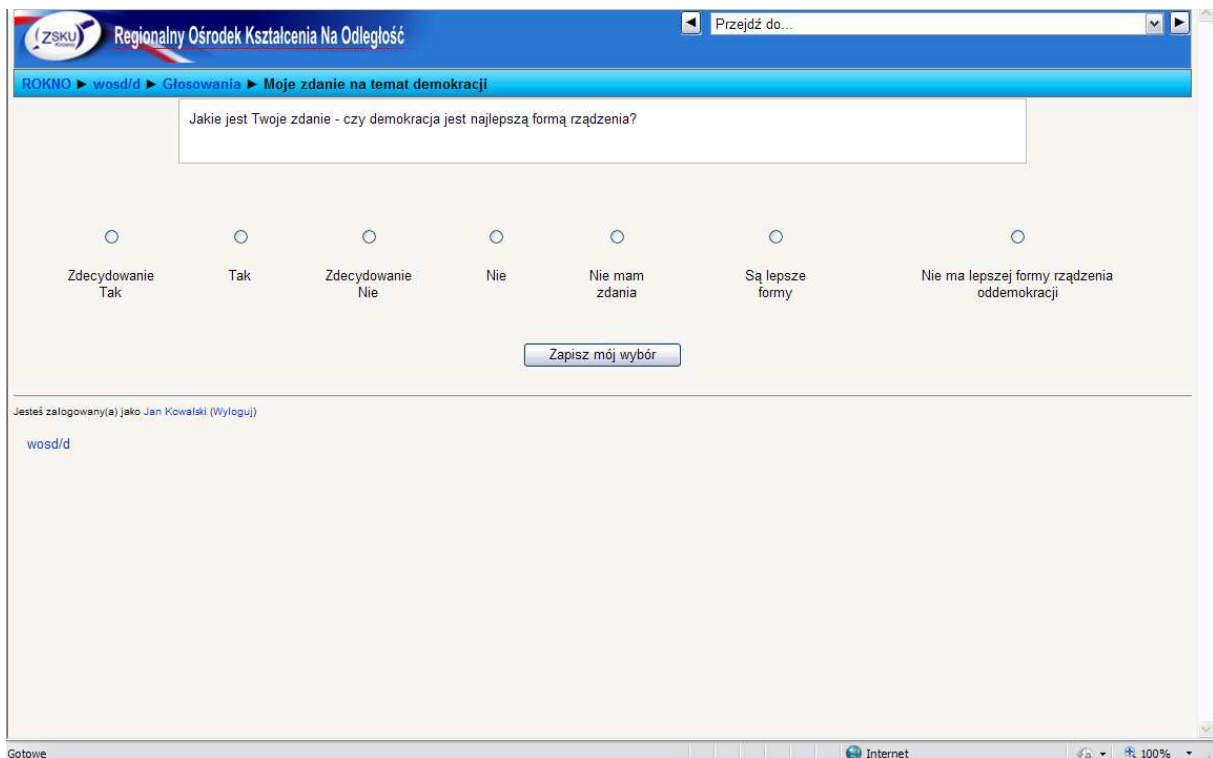 ZSKU Regionalny Ośrodek Kształcenia Na Odległość
Przejdź do...
ROKNO ► wosd/d ► Głosowania ► Moje zdanie na temat demokracji
Jakie jest Twoje zdanie - czy demokracja jest najlepszą formą rządzenia?
Zdecydowanie Tak
Tak
Zdecydowanie Nie
Nie
Nie mam zdania
Są lepsze formy
Nie ma lepszej formy rządzenia oddemokracji
Zapisz mój wybór
Jesteś zalogowany(a) jako Jan Kowalski (Wyloguj)
wosd/d
Gotowe
Internet
100%